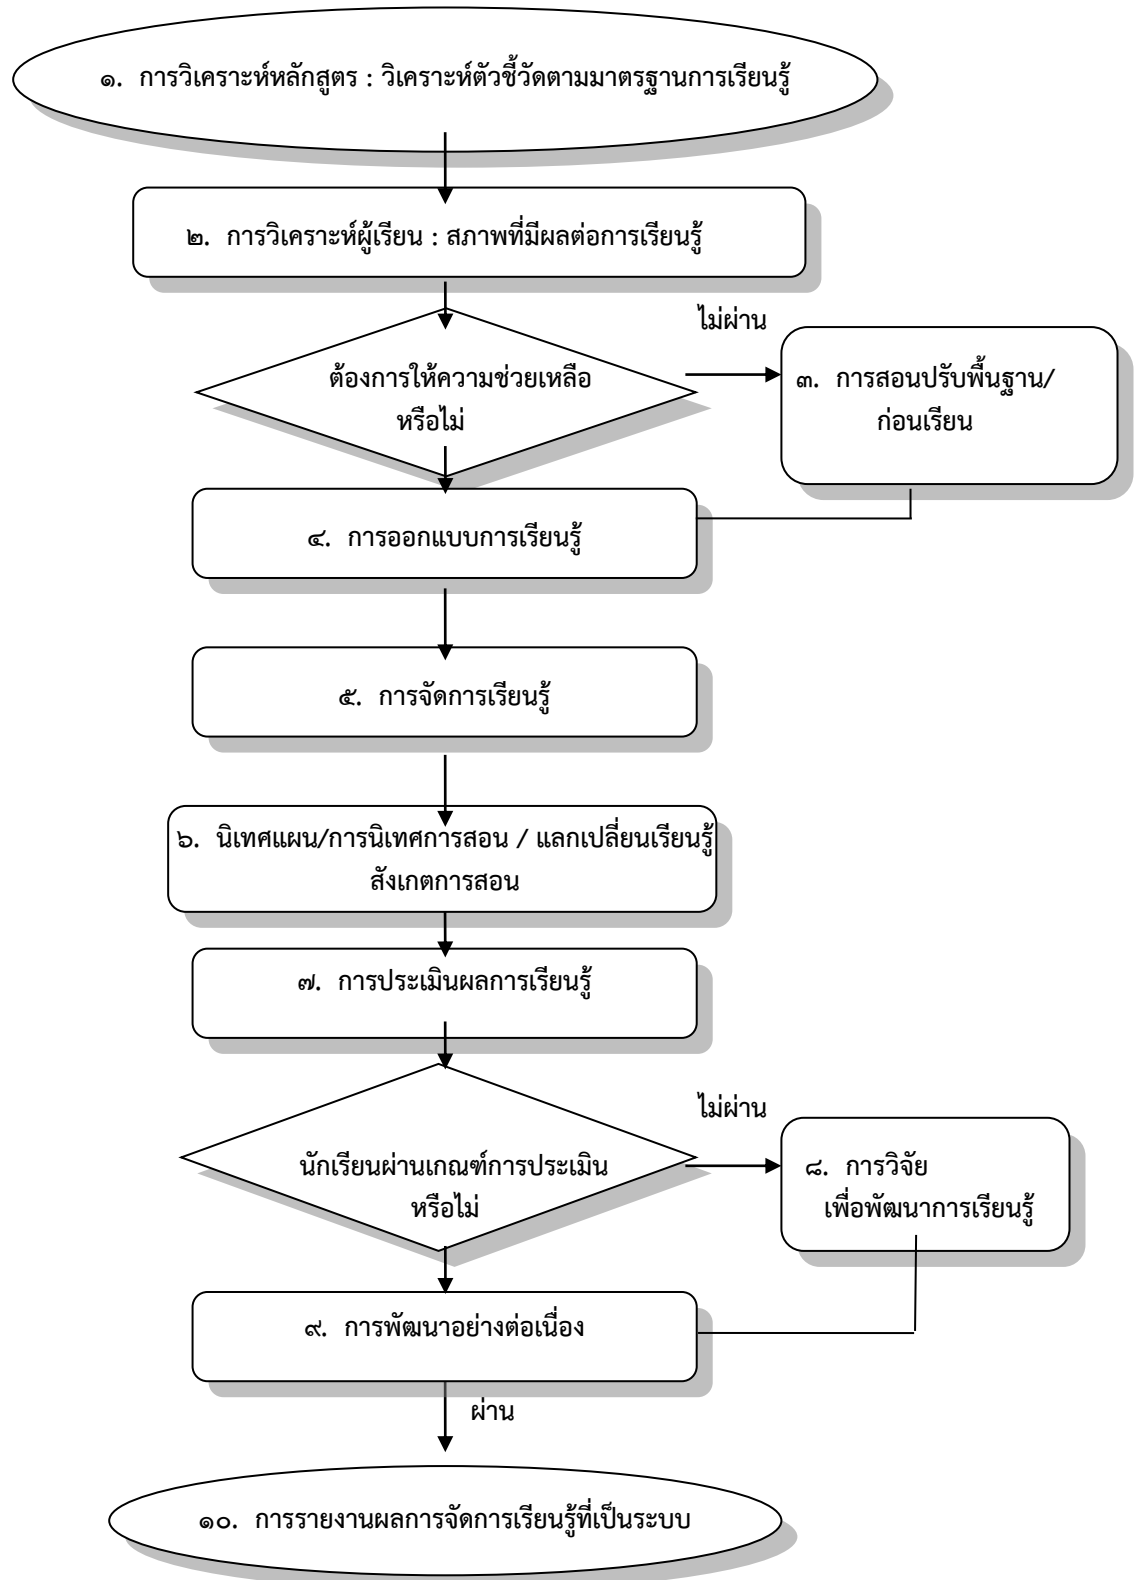 ๑. การวิเคราะห์หลักสูตร : วิเคราะห์ตัวชี้วัดตามมาตรฐานการเรียนรู้
๒. การวิเคราะห์ผู้เรียน : สภาพที่มีผลต่อการเรียนรู้
ไม่ผ่าน
ต้องการให้ความช่วยเหลือ
หรือไม่
๓. การสอนปรับพื้นฐาน/
ก่อนเรียน
๔. การออกแบบการเรียนรู้
๕. การจัดการเรียนรู้
๖. นิเทศแผน/การนิเทศการสอน / แลกเปลี่ยนเรียนรู้
สังเกตการสอน
๗. การประเมินผลการเรียนรู้
ไม่ผ่าน
นักเรียนผ่านเกณฑ์การประเมิน
หรือไม่
๘. การวิจัย
เพื่อพัฒนาการเรียนรู้
๙. การพัฒนาอย่างต่อเนื่อง
ผ่าน
๑๐. การรายงานผลการจัดการเรียนรู้ที่เป็นระบบ